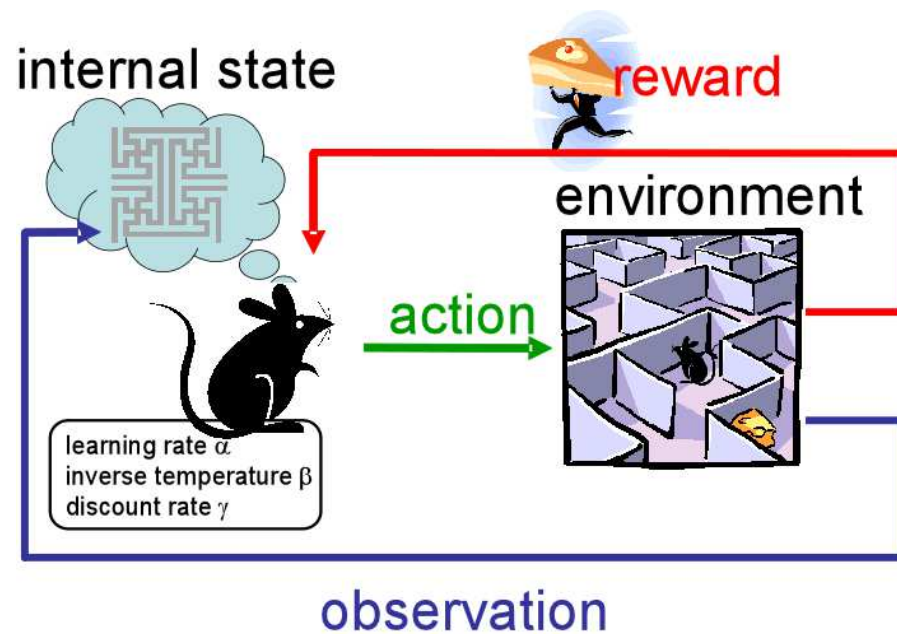 internal state
reward
environment
action
learning rate α
inverse temperature β
discount rate γ
observation